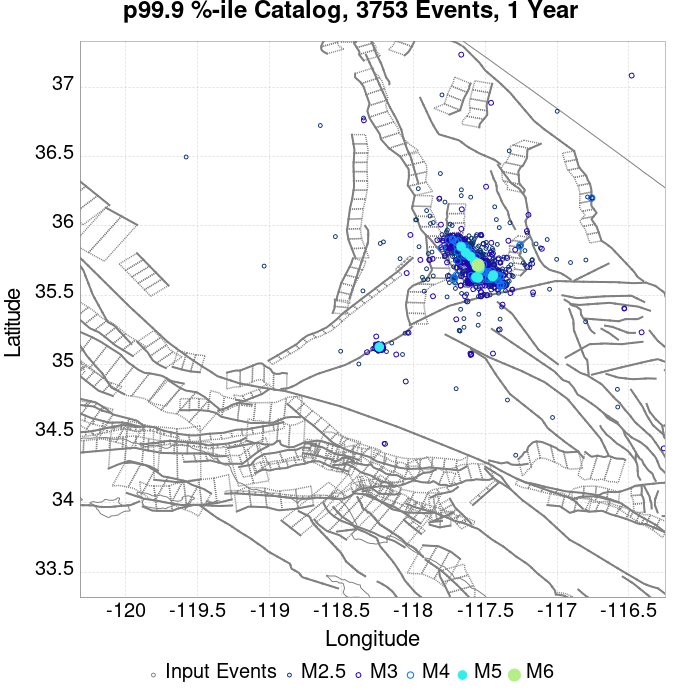 p99.9 %-ile Catalog, 3753 Events, 1 Year
37
36.5
36
35.5
35
34.5
34
33.5
Latitude
-120 -119.5 -119 -118.5 -118 -117.5 -117 -116.5
Longitude
Input Events M2.5 M3 M4 M5 M6